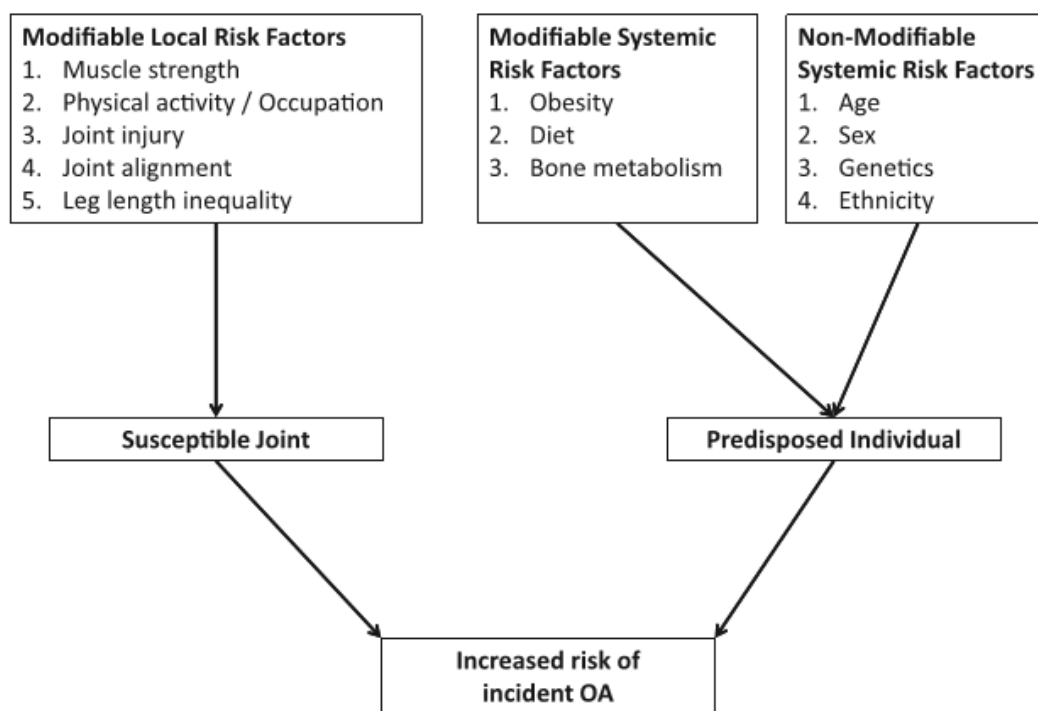 Modifiable Local Risk Factors
1. Muscle strength
2. Physical activity / Occupation
3. Joint injury
4. Joint alignment
5. Leg length inequality
Modifiable Systemic
Risk Factors
1. Obesity
2. Diet
3. Bone metabolism
Non-Modifiable
Systemic Risk Factors
1. Age
2. Sex
3. Genetics
4. Ethnicity
Susceptible Joint
Predisposed Individual
Increased risk of
incident OA